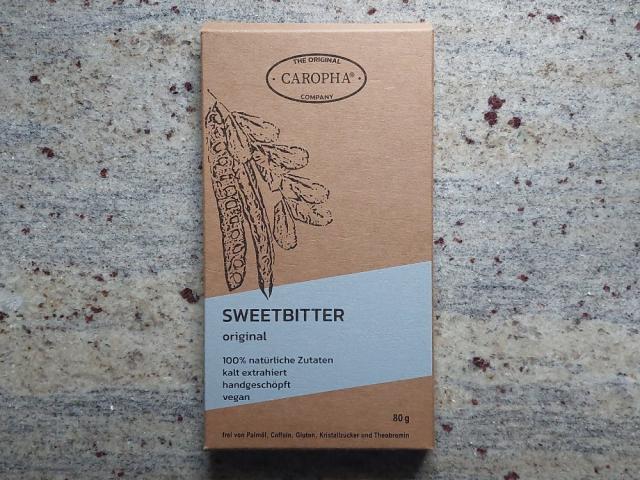 THE ORIGINAL
CAROPHA®
COMPANY
SWEETBITTER
original
100% natürliche Zutaten
kalt extrahiert
handgeschöpft
vegan
80 g
frei von Palmöl, Coffein, Gluten, Kristallzucker und Theobromin